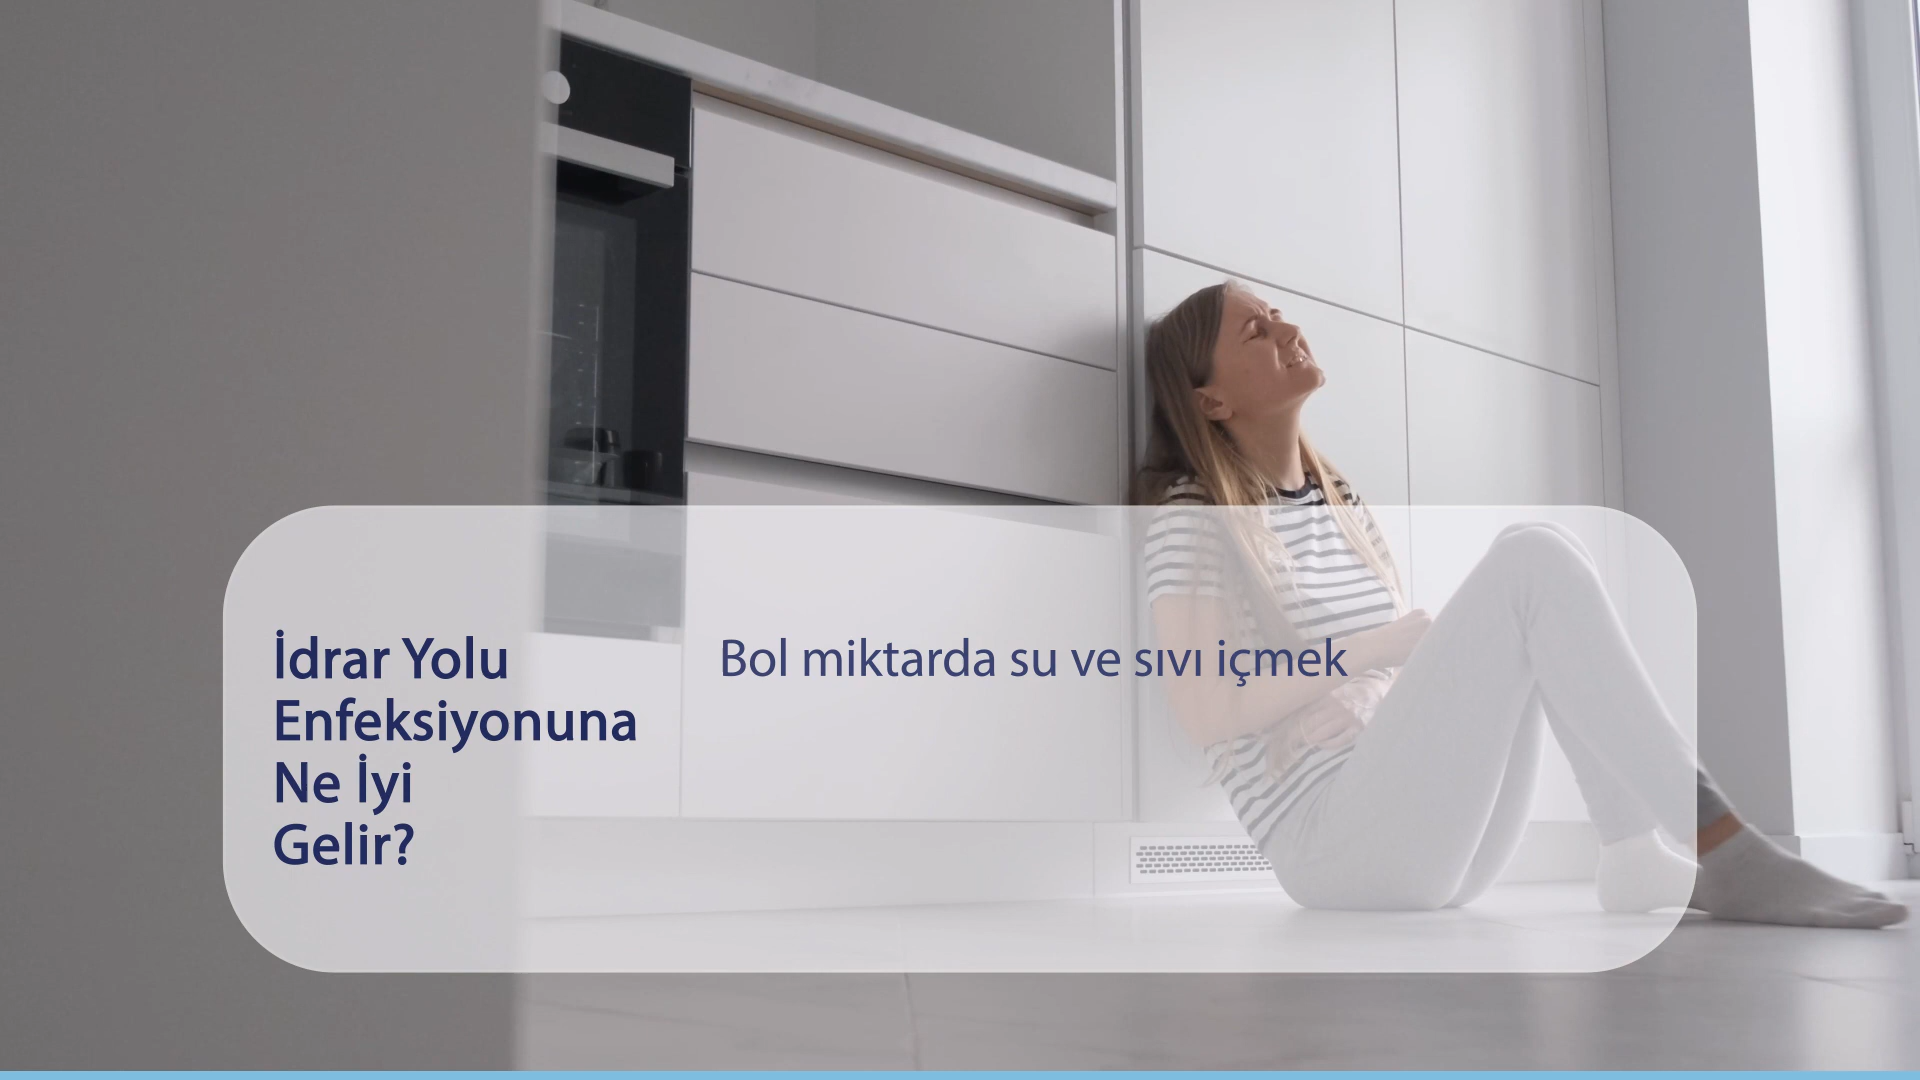 İdrar Yolu
Enfeksiyonuna
Ne İyi
Gelir?
Bol miktarda su ve sıvı içmek